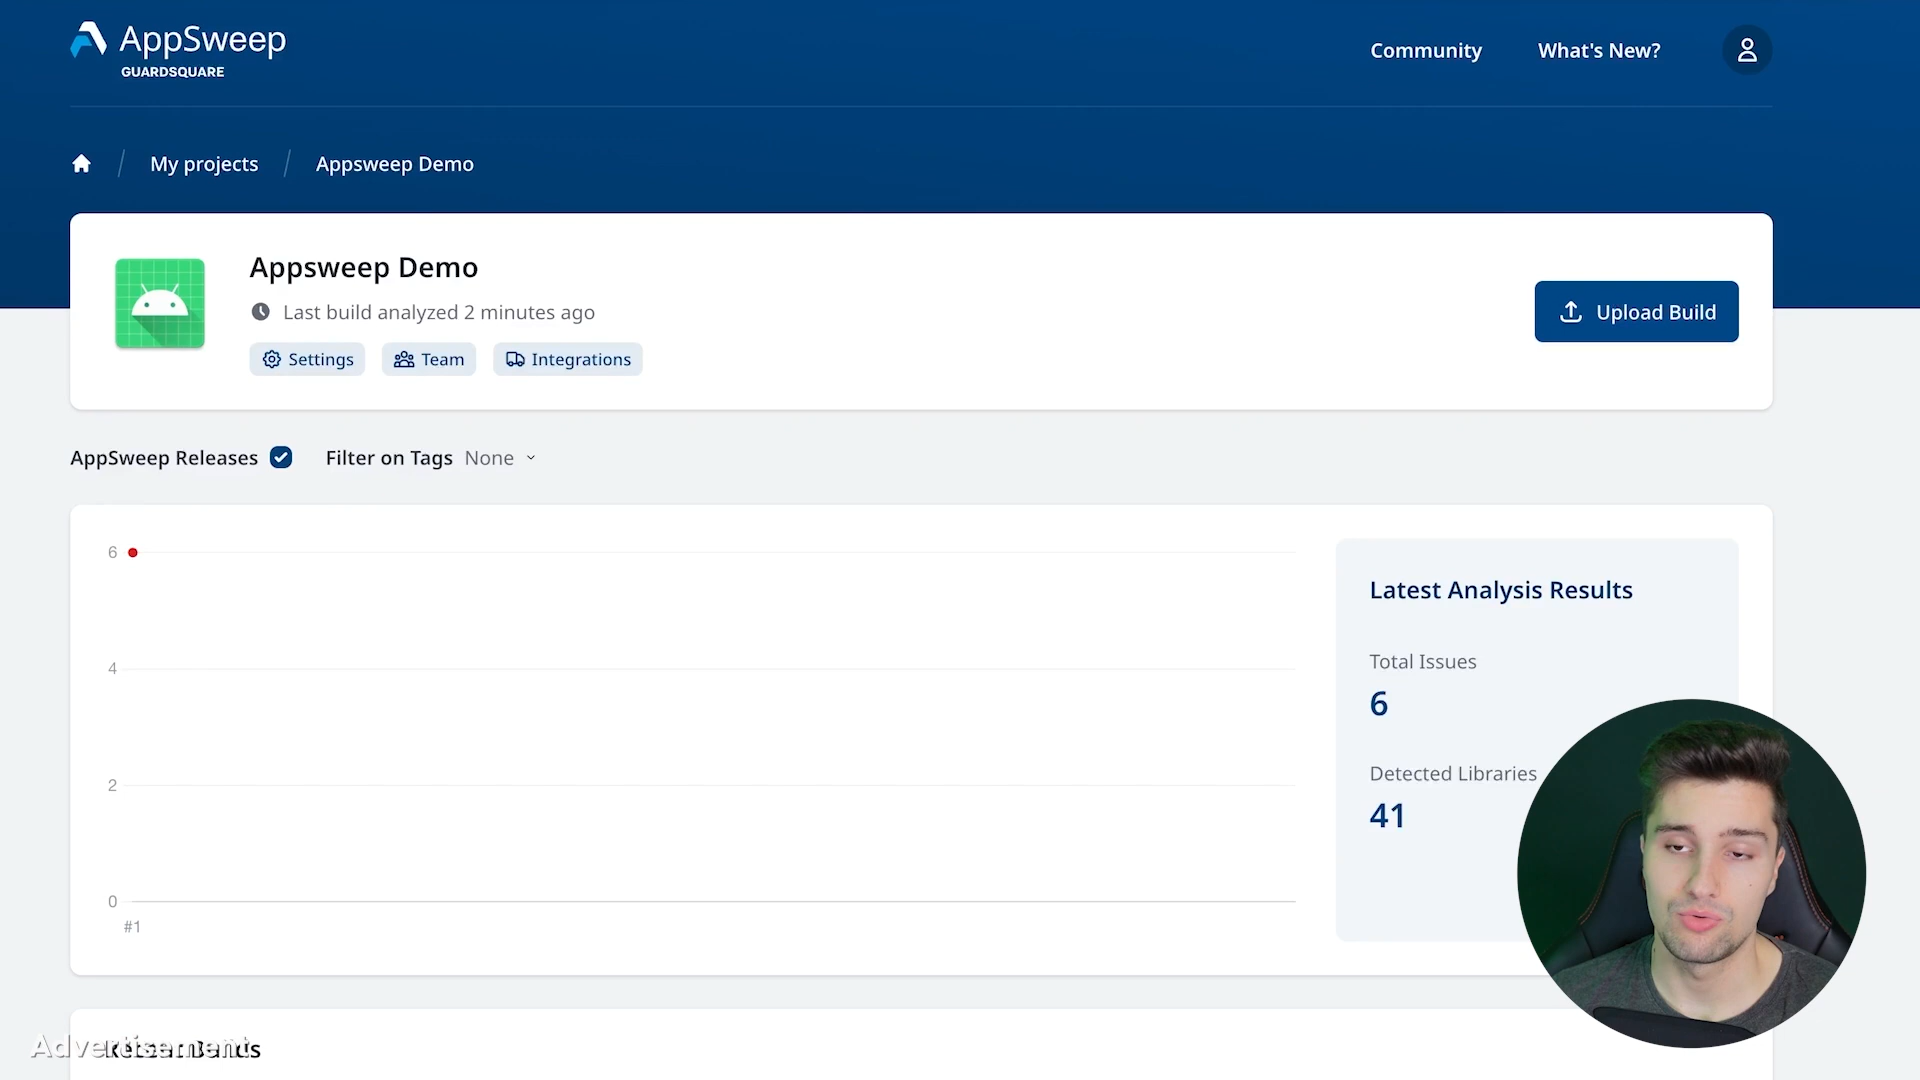 AppSweep
GUARDSQUARE
Community
What's New?
My projects
Appsweep Demo
Appsweep Demo
Last build analyzed 2 minutes ago
Settings
Team
Integrations
Upload Build
AppSweep Releases
Filter on Tags None
6
4
2
0
#1
Latest Analysis Results
Total Issues
6
Detected Libraries
41
Advertisement